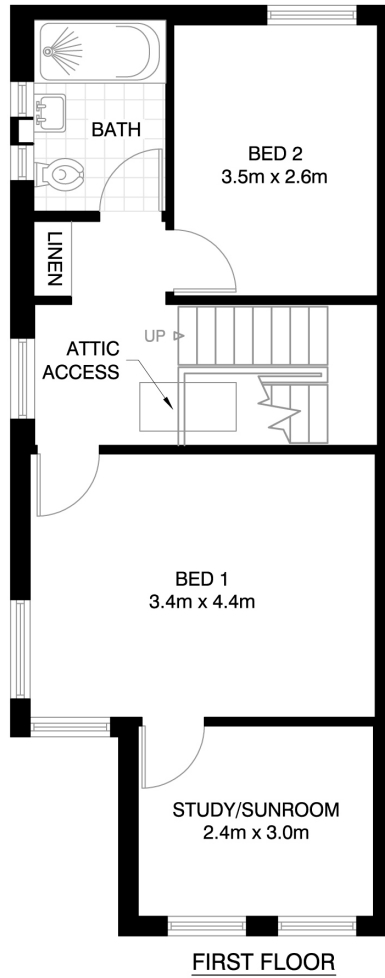 BATH
BED 2
3.5m x 2.6m
LINEN
UP
ATTIC
ACCESS
BED 1
3.4m x 4.4m
STUDY/SUNROOM
2.4m x 3.0m
FIRST FLOOR